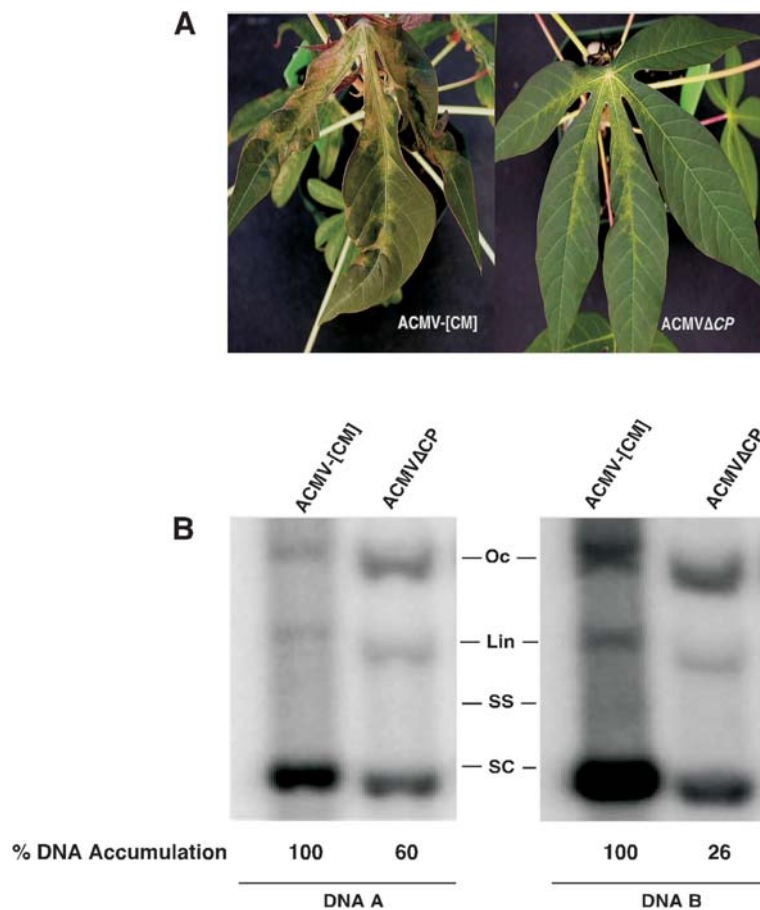 A
ACMV-[CM]
ACMVΔCP
ACMV-[CM]
ACMVΔCP
ACMV-[CM]
ACMVΔCP
B
Oc
Lin
SS
SC
% DNA Accumulation 100 60 100 26
DNA A DNA B